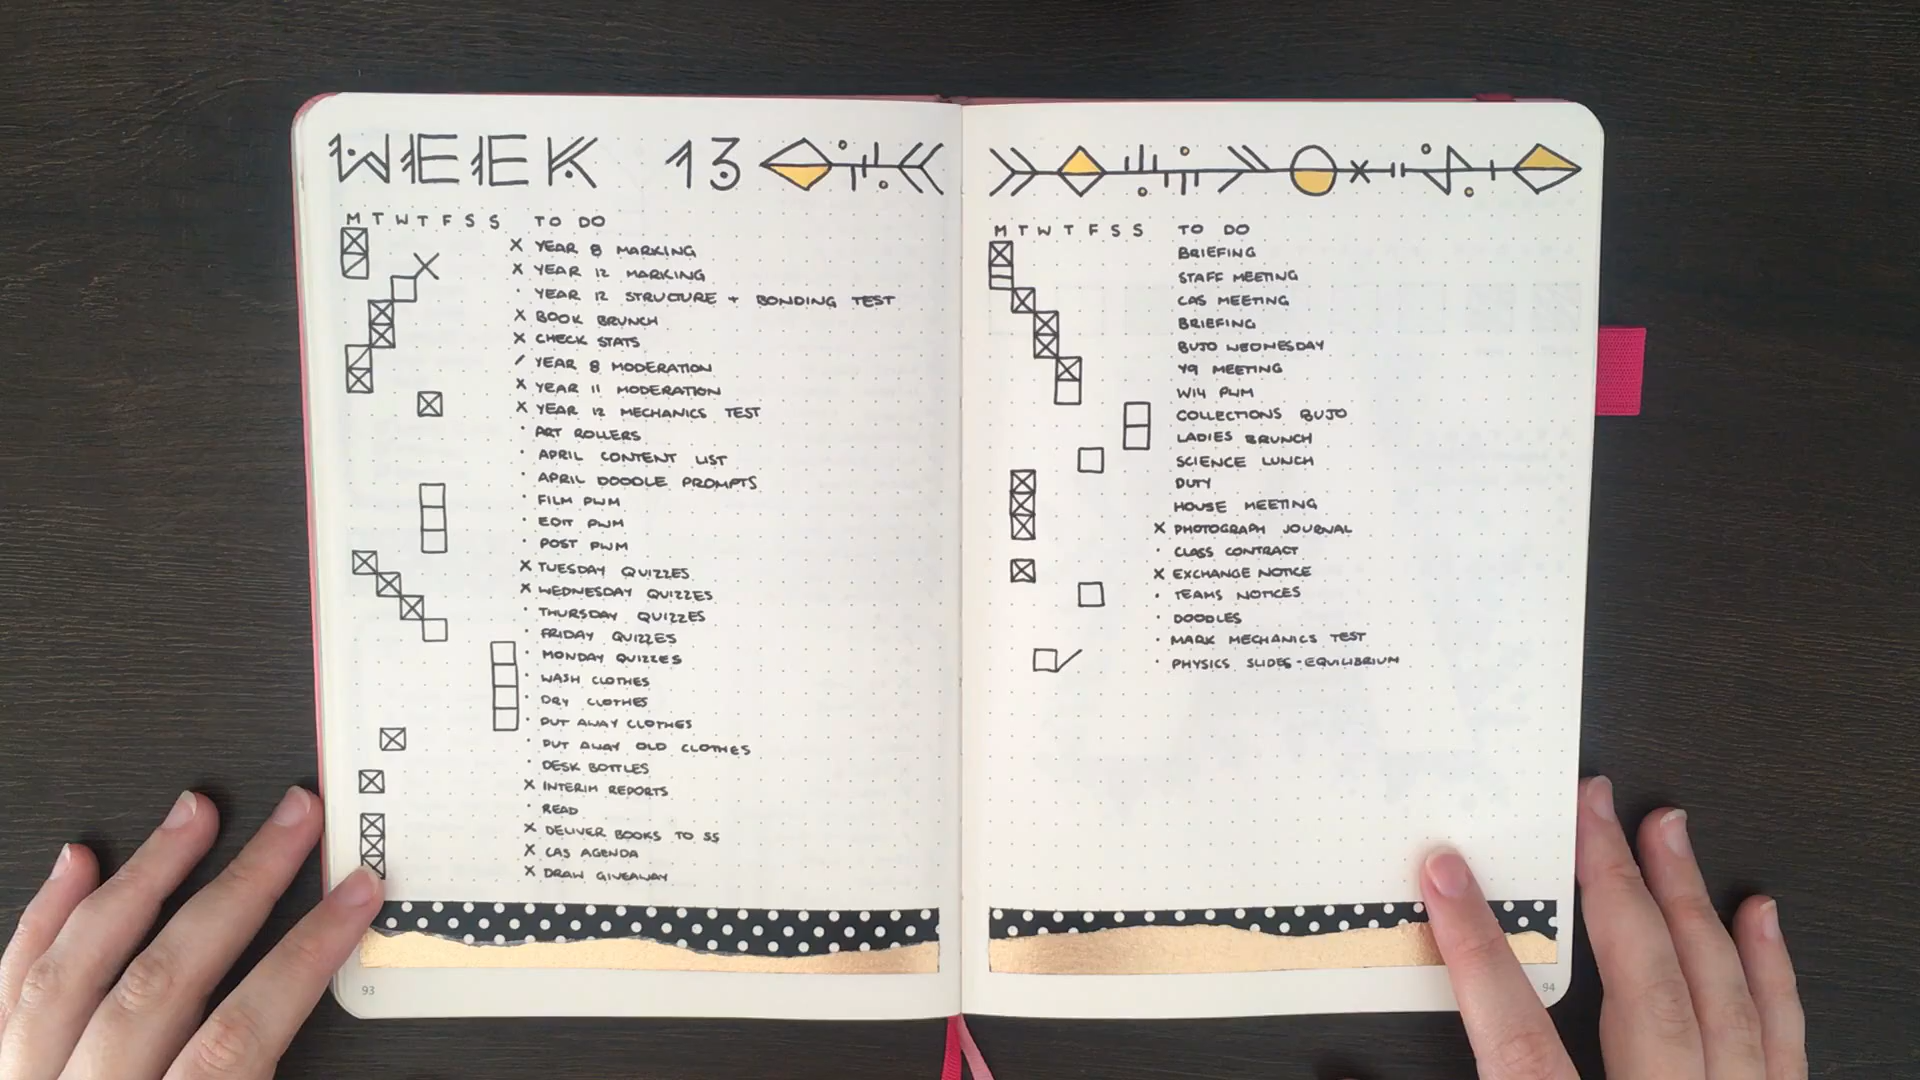 WEEK 13
M T W T F S S TO DO
X YEAR 8 MARKING
X YEAR 12 MARKING
· YEAR 12 STRUCTURE + BONDING TEST
X BOOK BRUNCH
X CHECK STATS
/ YEAR 8 MODERATION
X YEAR 11 MODERATION
X YEAR 12 MECHANICS TEST
· ART ROLLERS
· APRIL CONTENT LIST
· APRIL DOODLE PROMPTS
· FILM PWM
· EDIT PWM
· POST PWM
X TUESDAY QUIZZES
X WEDNESDAY QUIZZES
· THURSDAY QUIZZES
· FRIDAY QUIZZES
· MONDAY QUIZZES
· WASH CLOTHES
· DRY CLOTHES
· PUT AWAY CLOTHES
· PUT AWAY OLD CLOTHES
· DESK BOTTLES
X INTERIM REPORTS
· READ
X DELIVER BOOKS TO SS
X CAS AGENDA
X DRAW GIVEAWAY
93
M T W T F S S TO DO
BRIEFING
STAFF MEETING
CAS MEETING
BRIEFING
BUJO WEDNESDAY
Y9 MEETING
W14 PWM
COLLECTIONS BUJO
LADIES BRUNCH
SCIENCE LUNCH
DUTY
HOUSE MEETING
X PHOTOGRAPH JOURNAL
· CLASS CONTRACT
X EXCHANGE NOTICE
· TEAMS NOTICES
· DOODLES
· MARK MECHANICS TEST
· PHYSICS SLIDES - EQUILIBRIUM
94